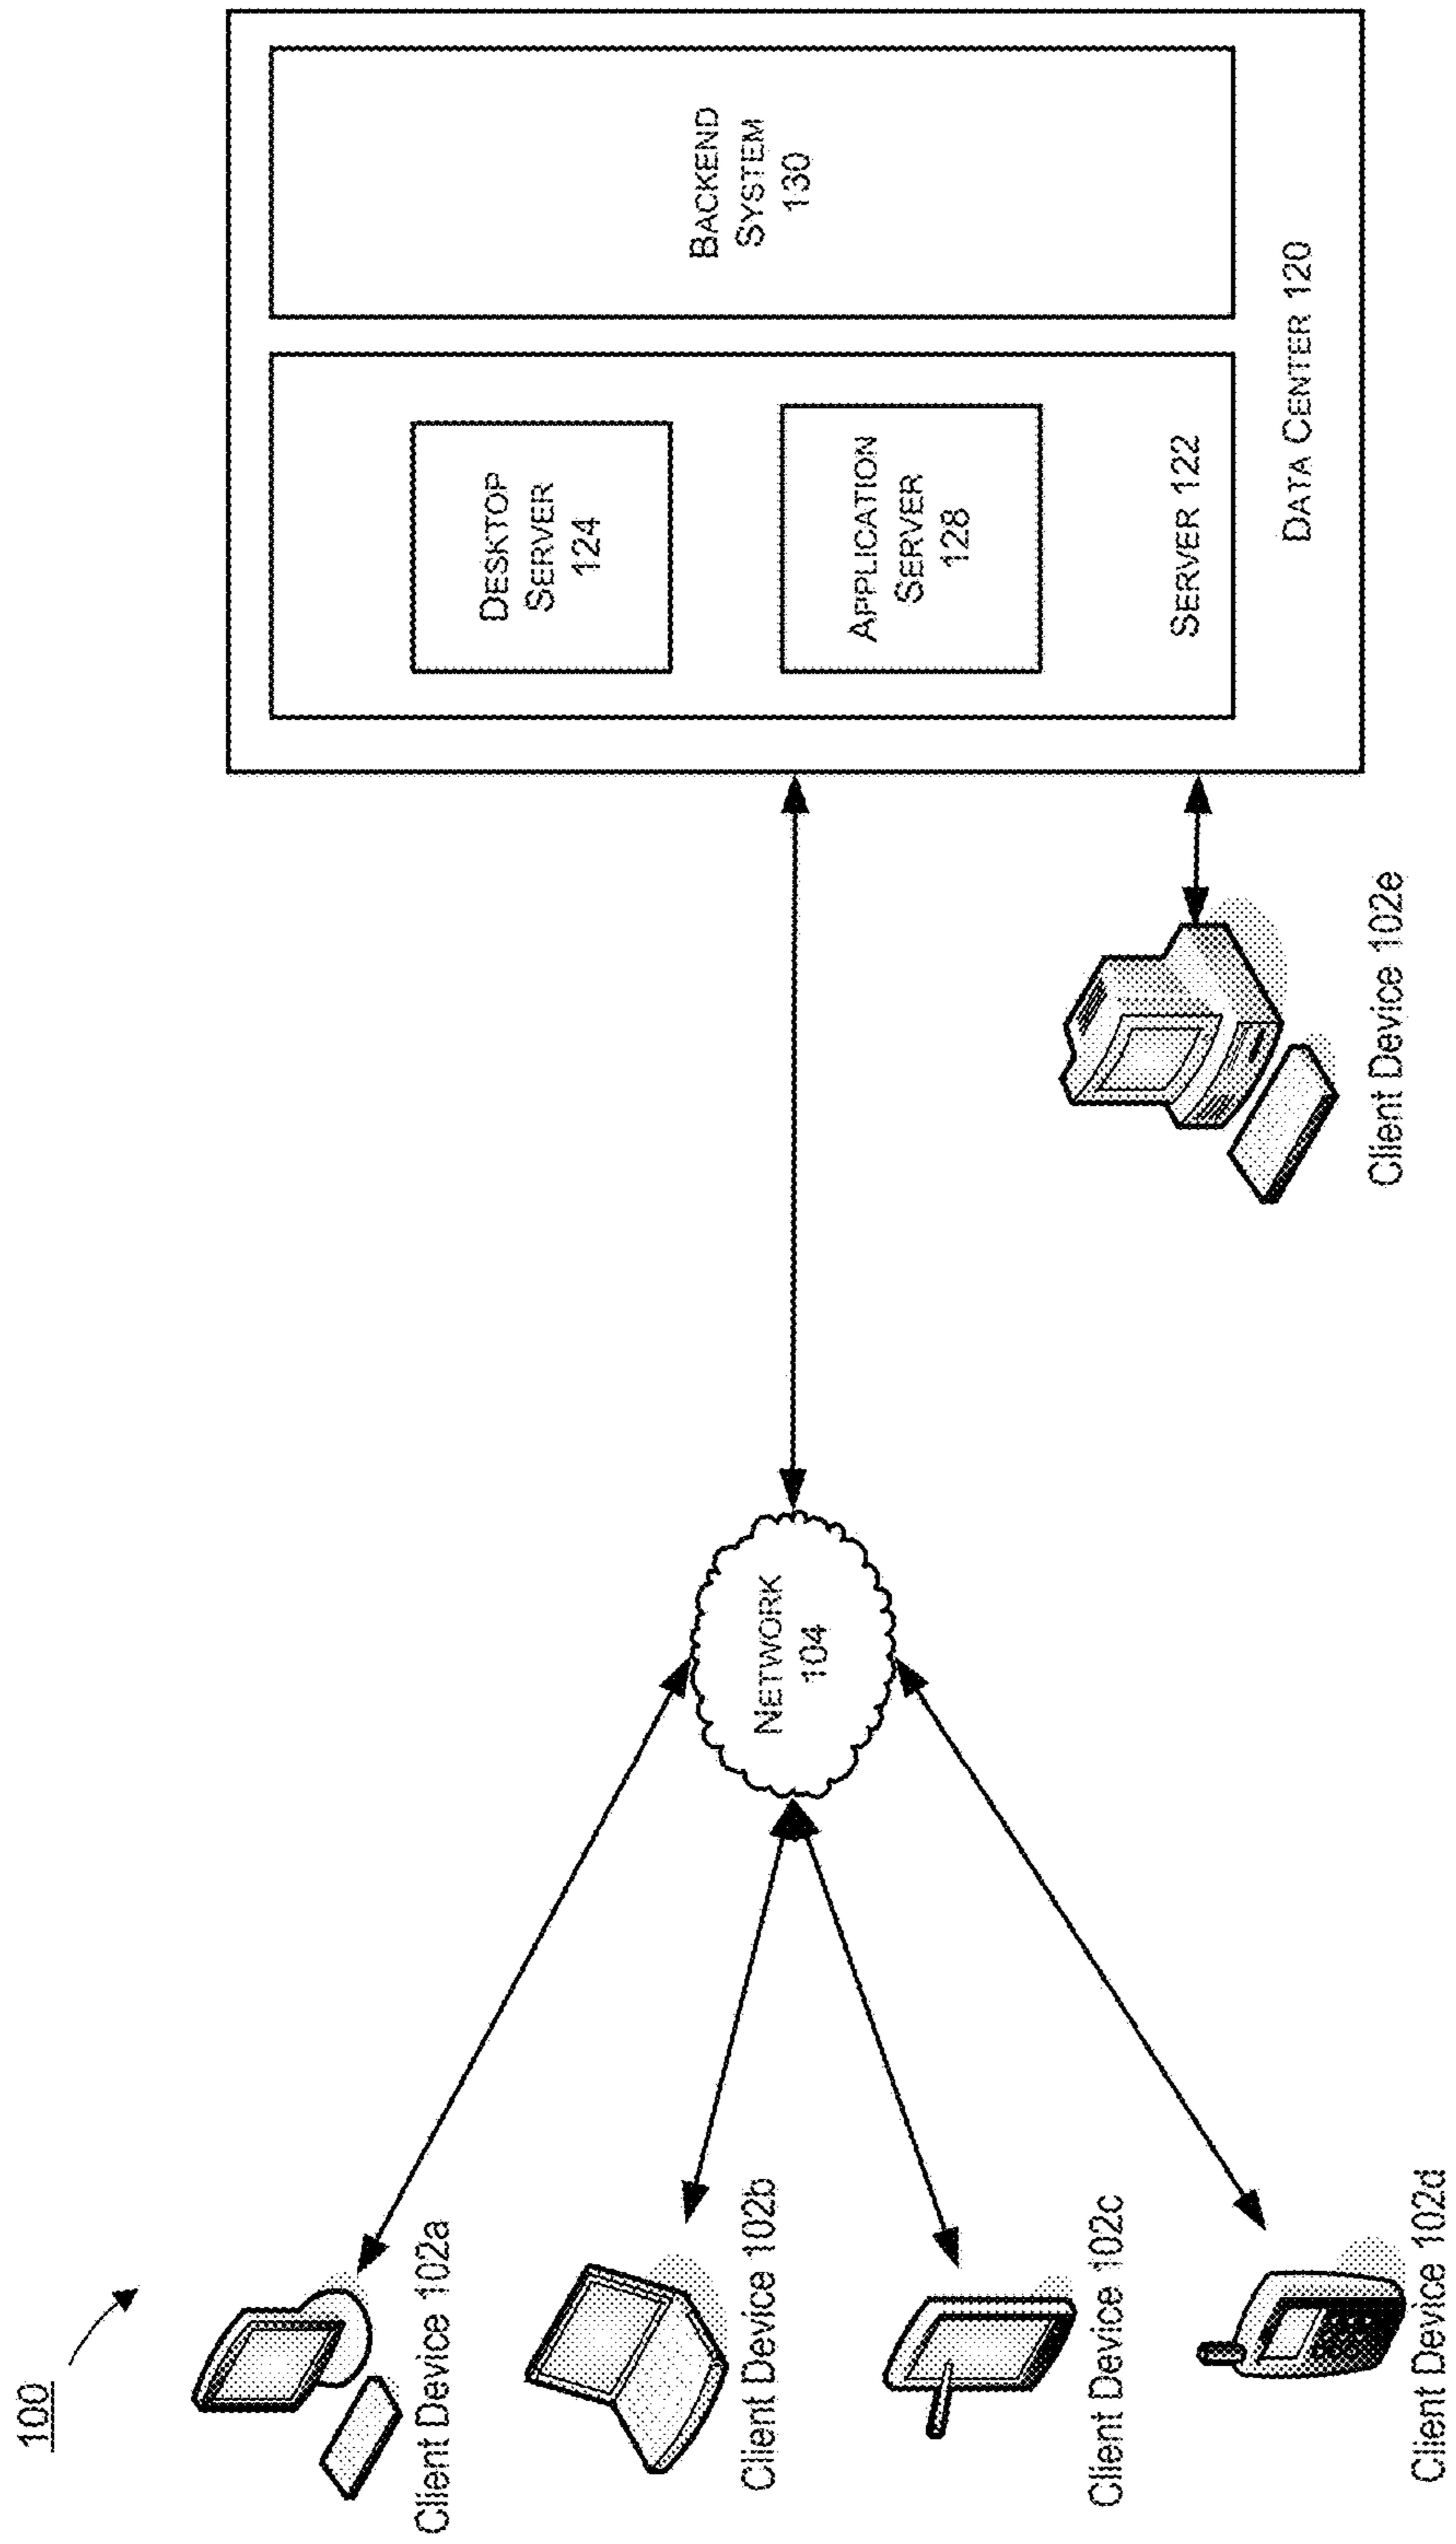 100
Client Device 102a
Client Device 102b
Client Device 102c
Client Device 102d
NETWORK
104
Client Device 102e
DESKTOP
SERVER
124
APPLICATION
SERVER
128
SERVER 122
BACKEND
SYSTEM
130
DATA CENTER 120